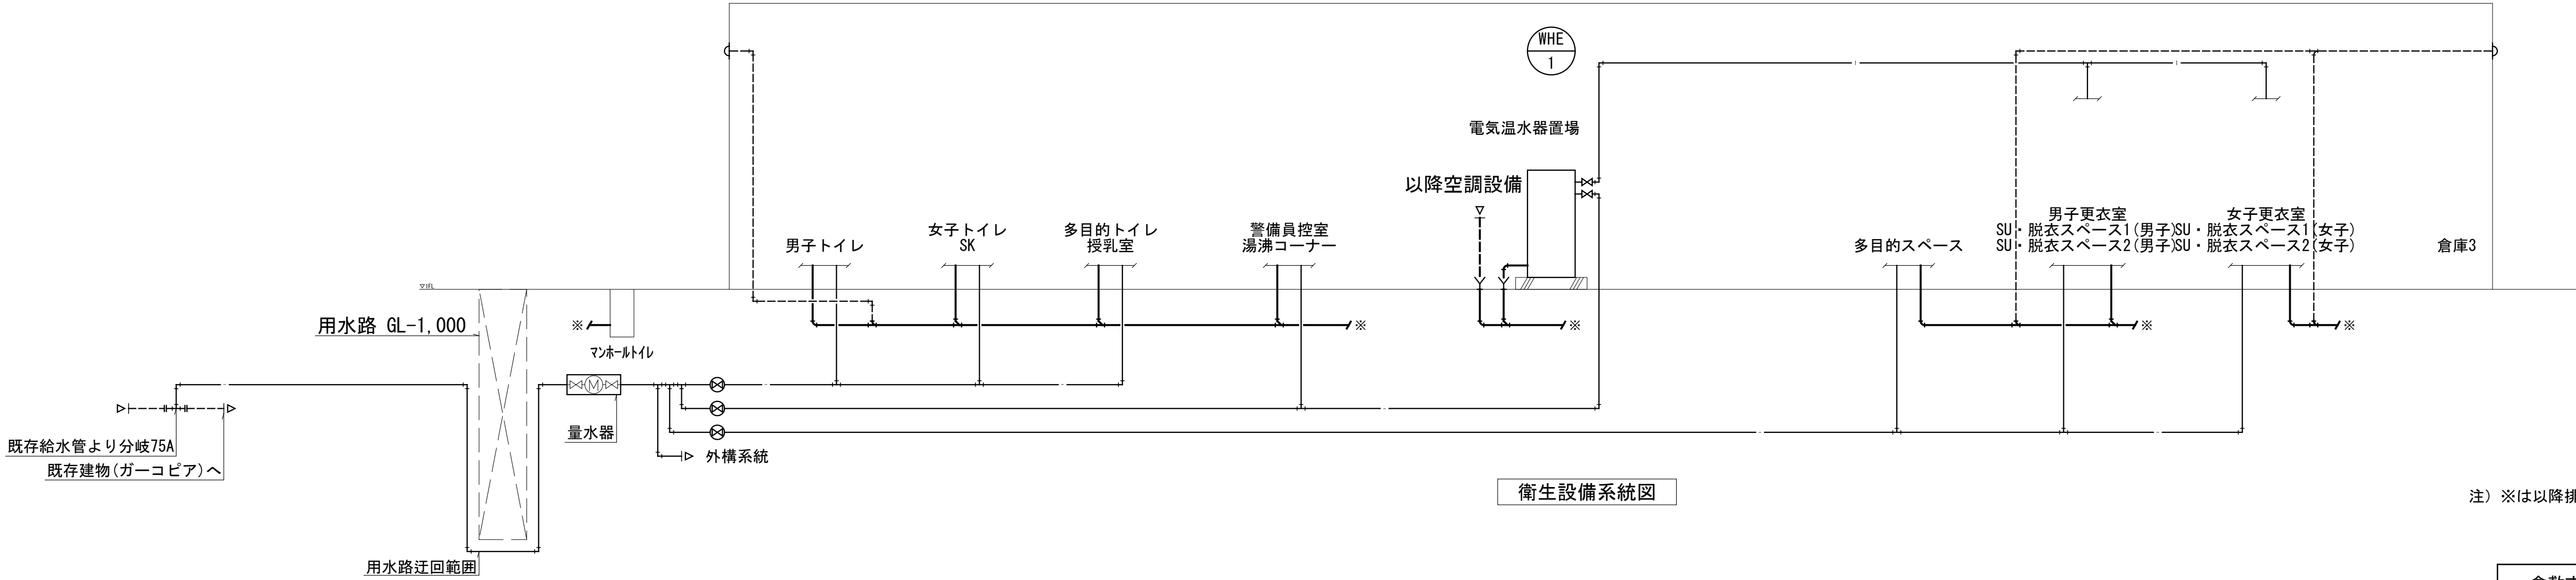 WHE
1
電気温水器置場
以降空調設備
男子トイレ
女子トイレ
SK
多目的トイレ
授乳室
警備員控室
湯沸コーナー
多目的スペース
男子更衣室
SU・脱衣スペース1(男子)
SU・脱衣スペース2(男子)
女子更衣室
SU・脱衣スペース1(女子)
SU・脱衣スペース2(女子)
倉庫3
▽1FL
用水路 GL-1,000
※
マンホールトイレ
※
※
※
※
M
量水器
既存給水管より分岐75A
既存建物(ガーコピア)へ
外構系統
用水路迂回範囲
衛生設備系統図
注) ※は以降排